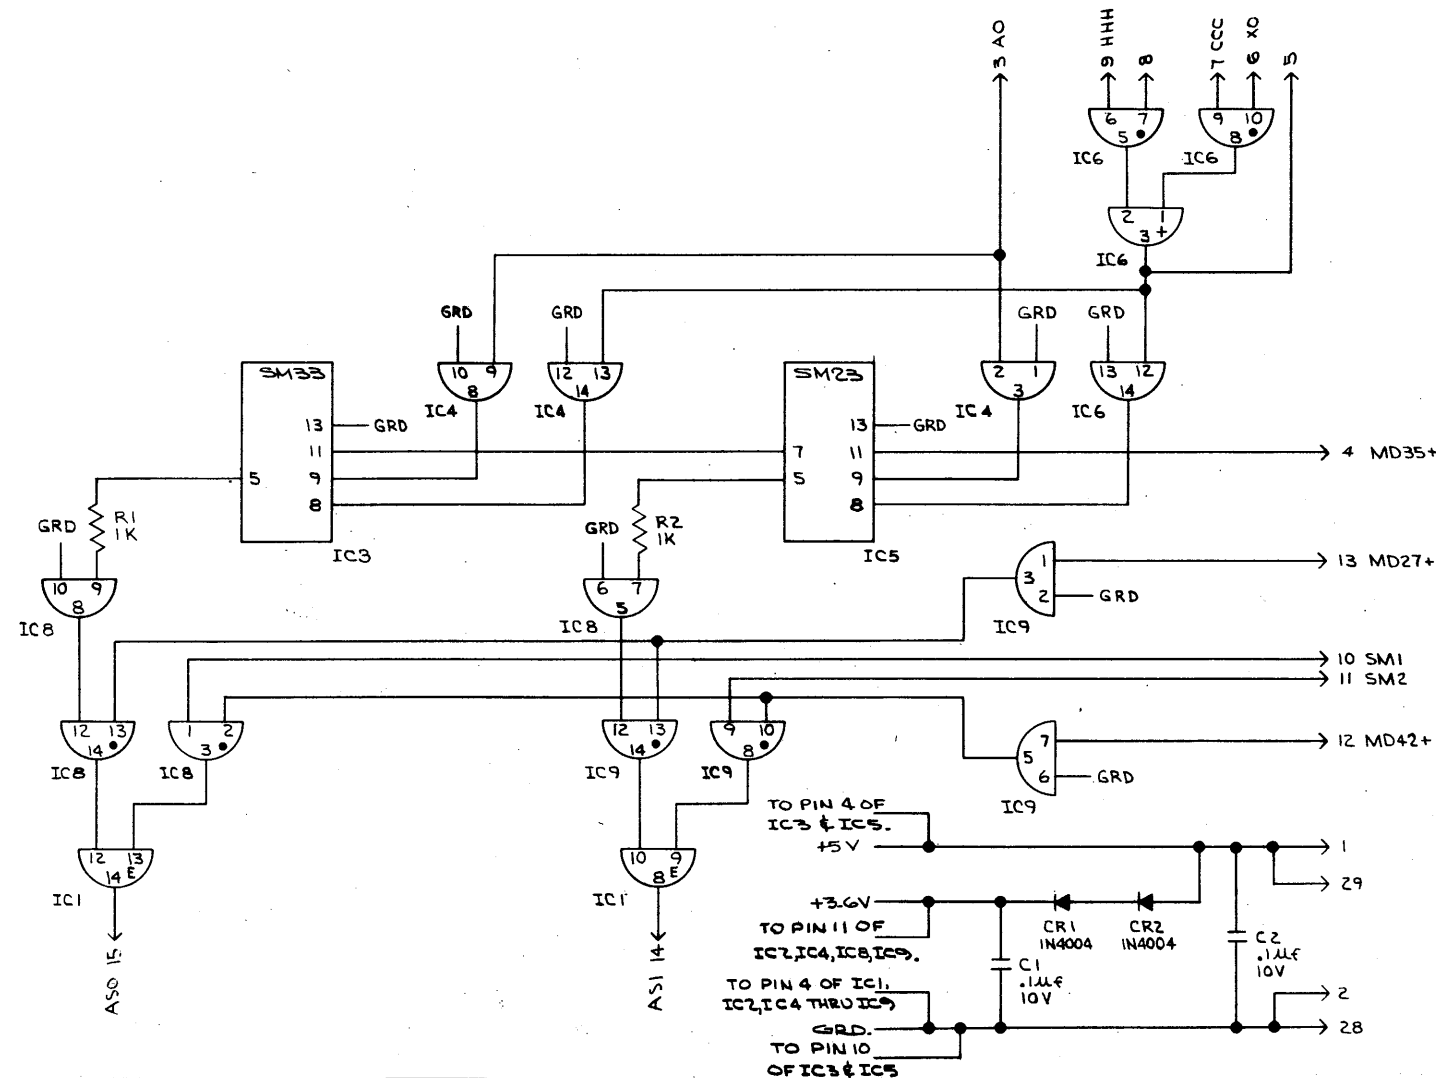 3 AO
9 HHH
8
7 CCC
6 XO
5
6 7
5
IC6
9 10
8
IC6
2 1
3 +
IC6
GRD
GRD
GRD
GRD
10 9
8
IC4
12 13
14
IC4
2 1
3
IC4
13 12
14
IC6
SM33
13 GRD
11
9
8
5
IC3
SM23
13 GRD
7 11
5 9
8
IC5
4 MD35+
R1
1K
GRD
R2
1K
GRD
10 9
8
IC8
6 7
5
IC8
1
3
2 GRD
IC9
13 MD27+
10 SM1
11 SM2
12 13
14
IC8
1 2
3
IC8
12 13
14
IC9
9 10
8
IC9
7
5
6 GRD
IC9
12 MD42+
12 13
14 E
IC1
10 9
8 E
IC1
AS0 15
AS1 14
TO PIN 4 OF
IC3 & IC5.
+5V
1
29
+3.6V
TO PIN 11 OF
IC2,IC4,IC8,IC9.
CR1
1N4004
CR2
1N4004
C1
.1µf
10V
C2
.1µf
10V
TO PIN 4 OF IC1,
IC2,IC4 THRU IC9
GRD.
TO PIN 10
OF IC3 & IC5
2
28